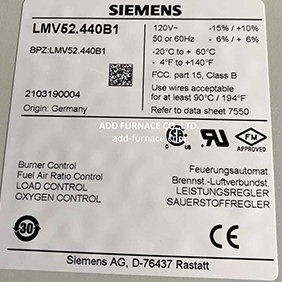 SIEMENS
LMV52.440B1
BPZ:LMV52.440B1
120V~ -15% / +10%
50 or 60Hz - 6% / + 6%
-20°C to + 60°C
- 4°F to +140°F
FCC: part 15, Class B
Use wires acceptable
for at least 90°C / 194°F
Refer to data sheet 7550
2103190004
Origin: Germany
ADD FURNACE CO.,LTD
add-furnace.
Burner Control
Fuel Air Ratio Control
LOAD CONTROL
OXYGEN CONTROL
FM
APPROVED
Feuerungsautomat
Brennst.-Luftverbundst.
LEISTUNGSREGLER
SAUERSTOFFREGLER
30
CE
Siemens AG, D-76437 Rastatt